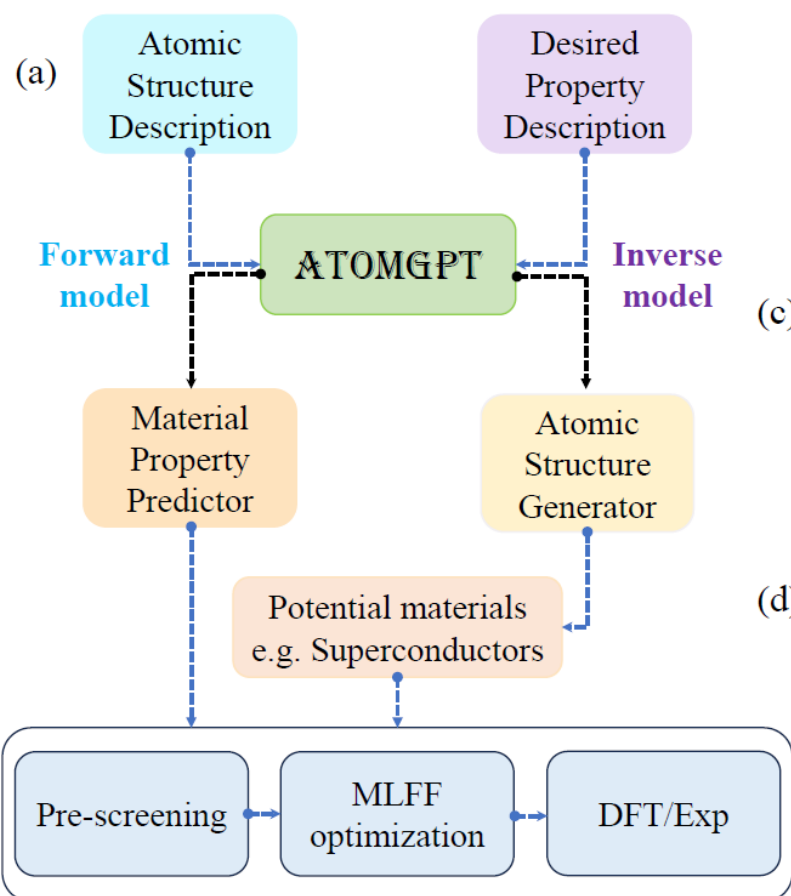 (a)
Atomic
Structure
Description
Desired
Property
Description
Forward
model
ATOMGPT
Inverse
model
(c)
Material
Property
Predictor
Atomic
Structure
Generator
Potential materials
e.g. Superconductors
(d)
Pre-screening
MLFF
optimization
DFT/Exp